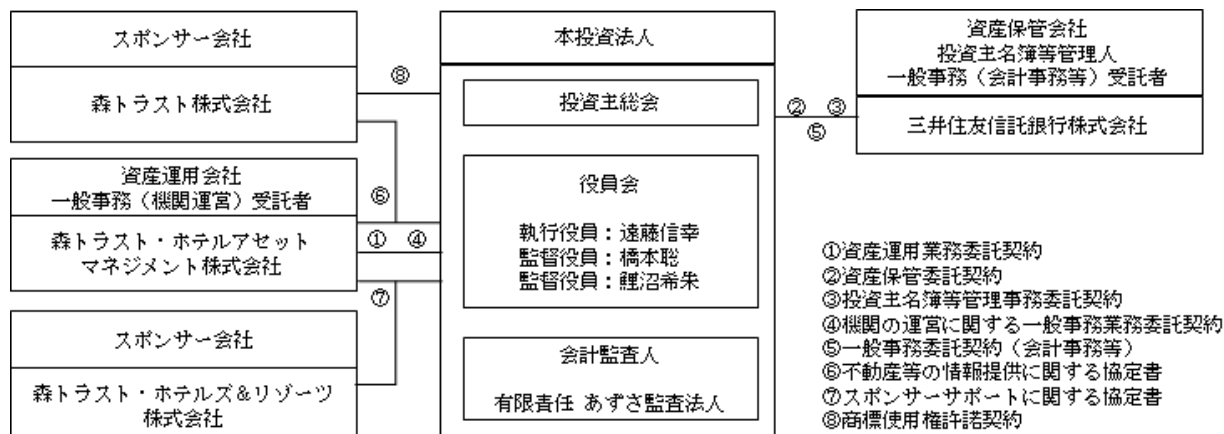 スポンサー会社
森トラスト株式会社
⑧
資産運用会社
一般事務（機関運営）受託者
森トラスト・ホテルアセット
マネジメント株式会社
⑥
① ④
⑦
スポンサー会社
森トラスト・ホテルズ＆リゾーツ
株式会社
本投資法人
投資主総会
役員会
執行役員：遠藤信幸
監督役員：橋本聡
監督役員：鯉沼希朱
会計監査人
有限責任 あずさ監査法人
② ③
⑤
資産保管会社
投資主名簿等管理人
一般事務（会計事務等）受託者
三井住友信託銀行株式会社
①資産運用業務委託契約
②資産保管委託契約
③投資主名簿等管理事務委託契約
④機関の運営に関する一般事務業務委託契約
⑤一般事務委託契約（会計事務等）
⑥不動産等の情報提供に関する協定書
⑦スポンサーサポートに関する協定書
⑧商標使用権許諾契約